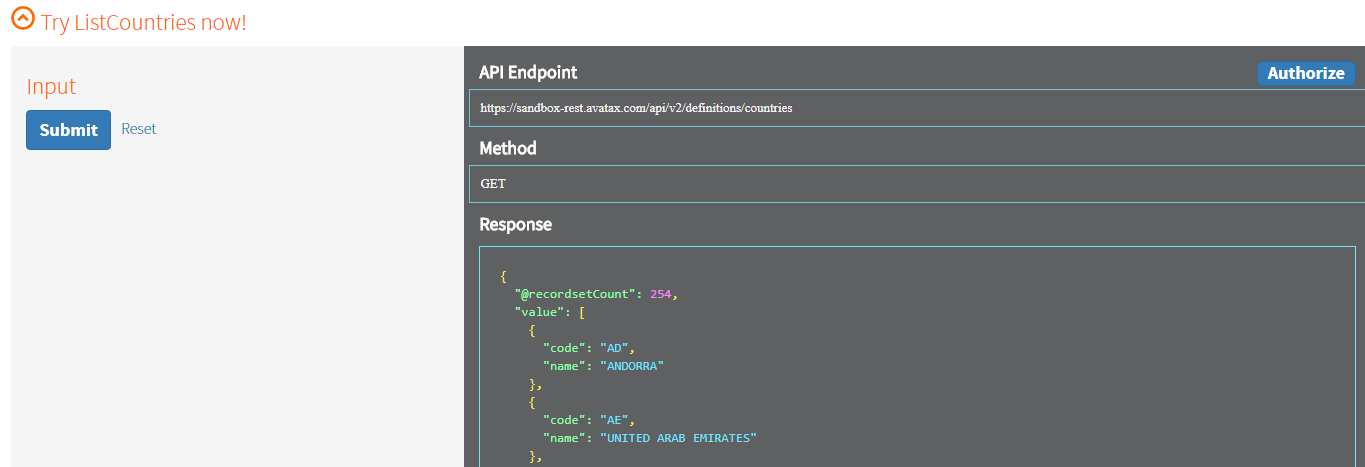 Try ListCountries now!
Input
Submit Reset
API Endpoint
Authorize
https://sandbox-rest.avatax.com/api/v2/definitions/countries
Method
GET
Response
{
"@recordsetCount": 254,
"value": [
{
"code": "AD",
"name": "ANDORRA"
},
{
"code": "AE",
"name": "UNITED ARAB EMIRATES"
},